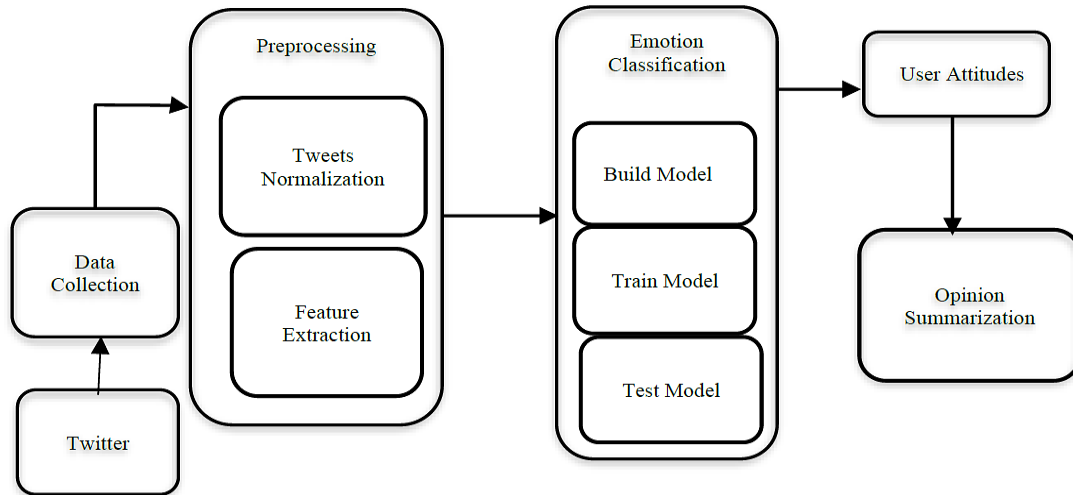 Twitter
Data
Collection
Preprocessing
Tweets
Normalization
Feature
Extraction
Emotion
Classification
Build Model
Train Model
Test Model
User Attitudes
Opinion
Summarization